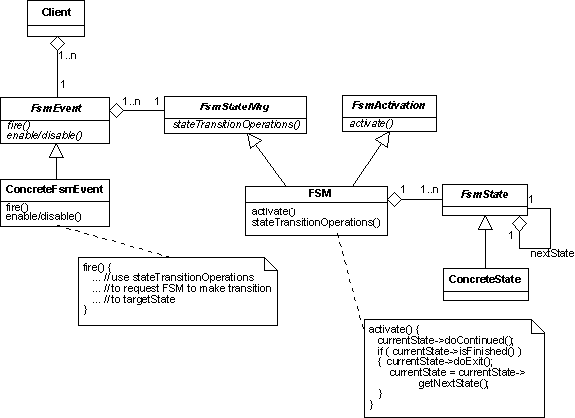 Client
1..n
1
FsmEvent
fire()
enable/disable()
1..n
1
FsmStateMrg
stateTransitionOperations()
FsmActivation
activate()
ConcreteFsmEvent
fire()
enable/disable()
FSM
activate()
stateTransitionOperations()
1
1..n
FsmState
1
1
nextState
ConcreteState
fire() {
... //use stateTransitionOperations
... //to request FSM to make transition
... //to targetState
}
activate() {
currentState->doContinued();
if ( currentState->isFinished() )
{ currentState->doExit();
currentState = currentState->
getNextState();
}
}